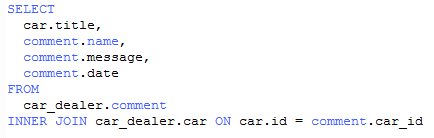 SELECT
  car.title,
  comment.name,
  comment.message,
  comment.date
FROM
  car_dealer.comment
INNER JOIN car_dealer.car ON car.id = comment.car_id